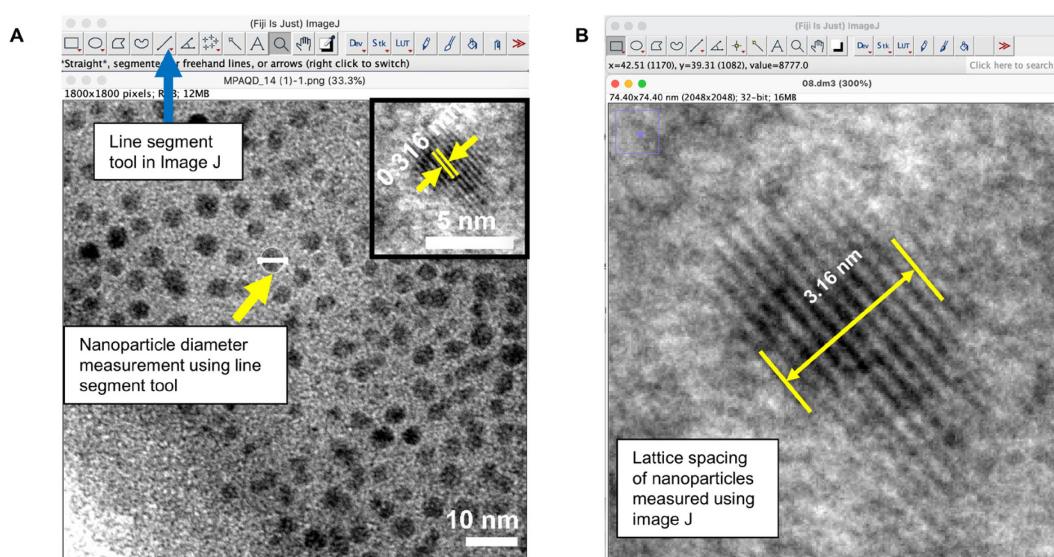 A
(Fiji Is Just) ImageJ
Dev Stk LUT
*Straight*, segmented or freehand lines, or arrows (right click to switch)
MPAQD_14 (1)-1.png (33.3%)
1800x1800 pixels; RGB; 12MB
Line segment
tool in Image J
0.316 nm
5 nm
Nanoparticle diameter
measurement using line
segment tool
10 nm
B
(Fiji Is Just) ImageJ
Dev Stk LUT
x=42.51 (1170), y=39.31 (1082), value=8777.0
Click here to search
08.dm3 (300%)
74.40x74.40 nm (2048x2048); 32-bit; 16MB
3.16 nm
Lattice spacing
of nanoparticles
measured using
image J